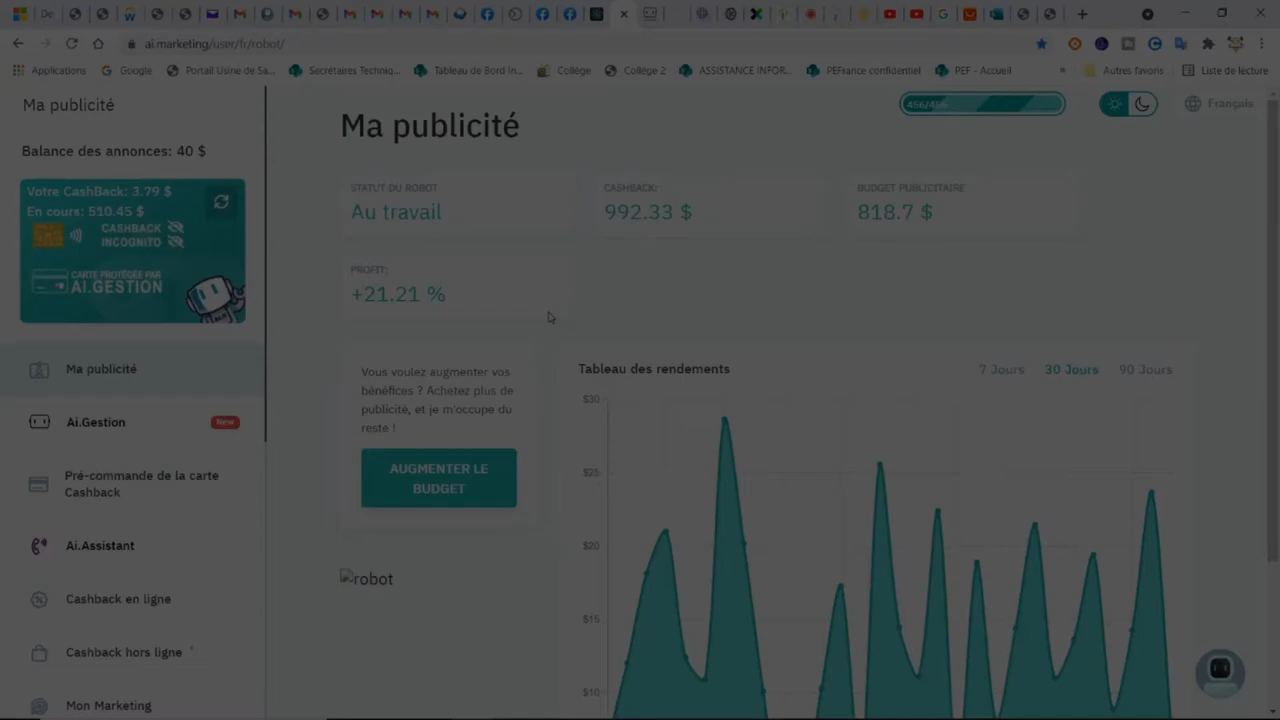 De
ai.marketing/user/fr/robot/
Applications
Google
Portail Usine de Sa...
Secrétaires Techniq...
Tableau de Bord In...
Collège
Collège 2
ASSISTANCE INFOR...
PEFrance confidentiel
PEF - Accueil
»
Autres favoris
Liste de lecture
Ma publicité
Balance des annonces: 40 $
Votre CashBack: 3.79 $
En cours: 510.45 $
CASHBACK
INCOGNITO
CARTE PROTÉGÉE PAR
AI.GESTION
Ma publicité
Ai.Gestion
New
Pré-commande de la carte
Cashback
Ai.Assistant
Cashback en ligne
Cashback hors ligne *
Mon Marketing
Ma publicité
456/456
Français
STATUT DU ROBOT
Au travail
CASHBACK:
992.33 $
BUDGET PUBLICITAIRE
818.7 $
PROFIT:
+21.21 %
Vous voulez augmenter vos
bénéfices ? Achetez plus de
publicité, et je m'occupe du
reste !
AUGMENTER LE
BUDGET
robot
Tableau des rendements
7 Jours
30 Jours
90 Jours
$30
$25
$20
$15
$10